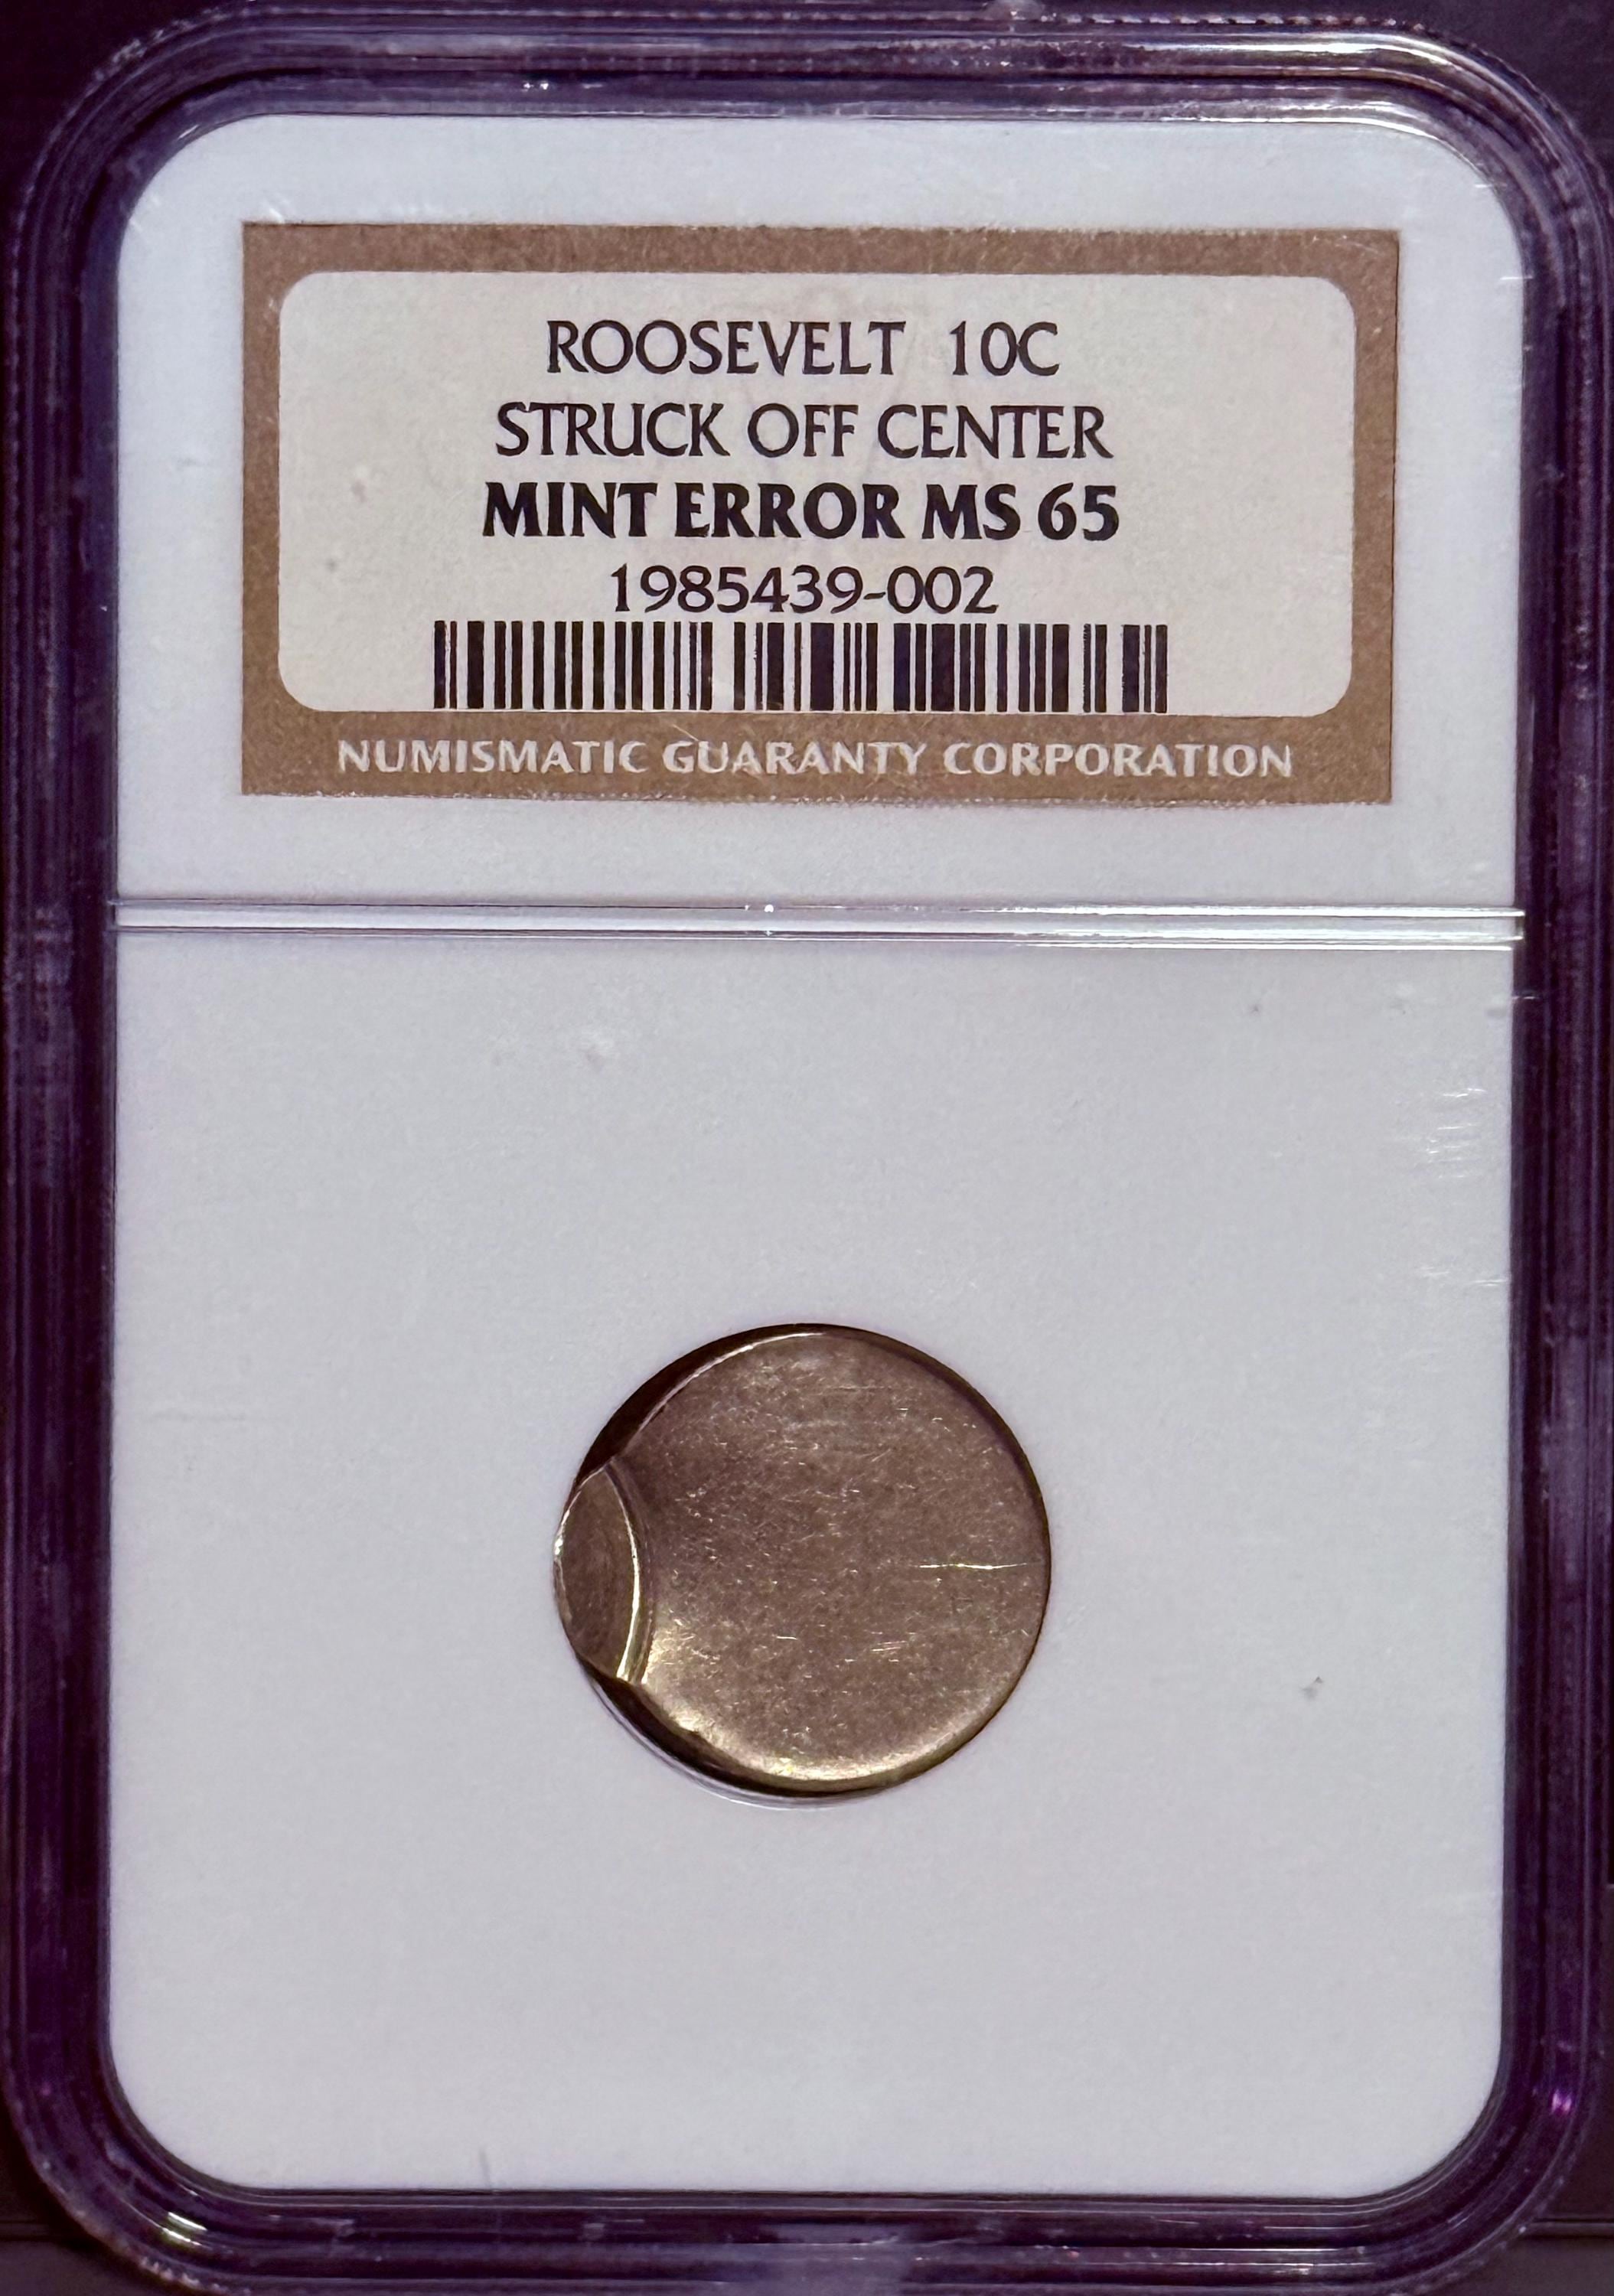 ROOSEVELT 10C
STRUCK OFF CENTER
MINT ERROR MS 65
1985439-002
NUMISMATIC GUARANTY CORPORATION